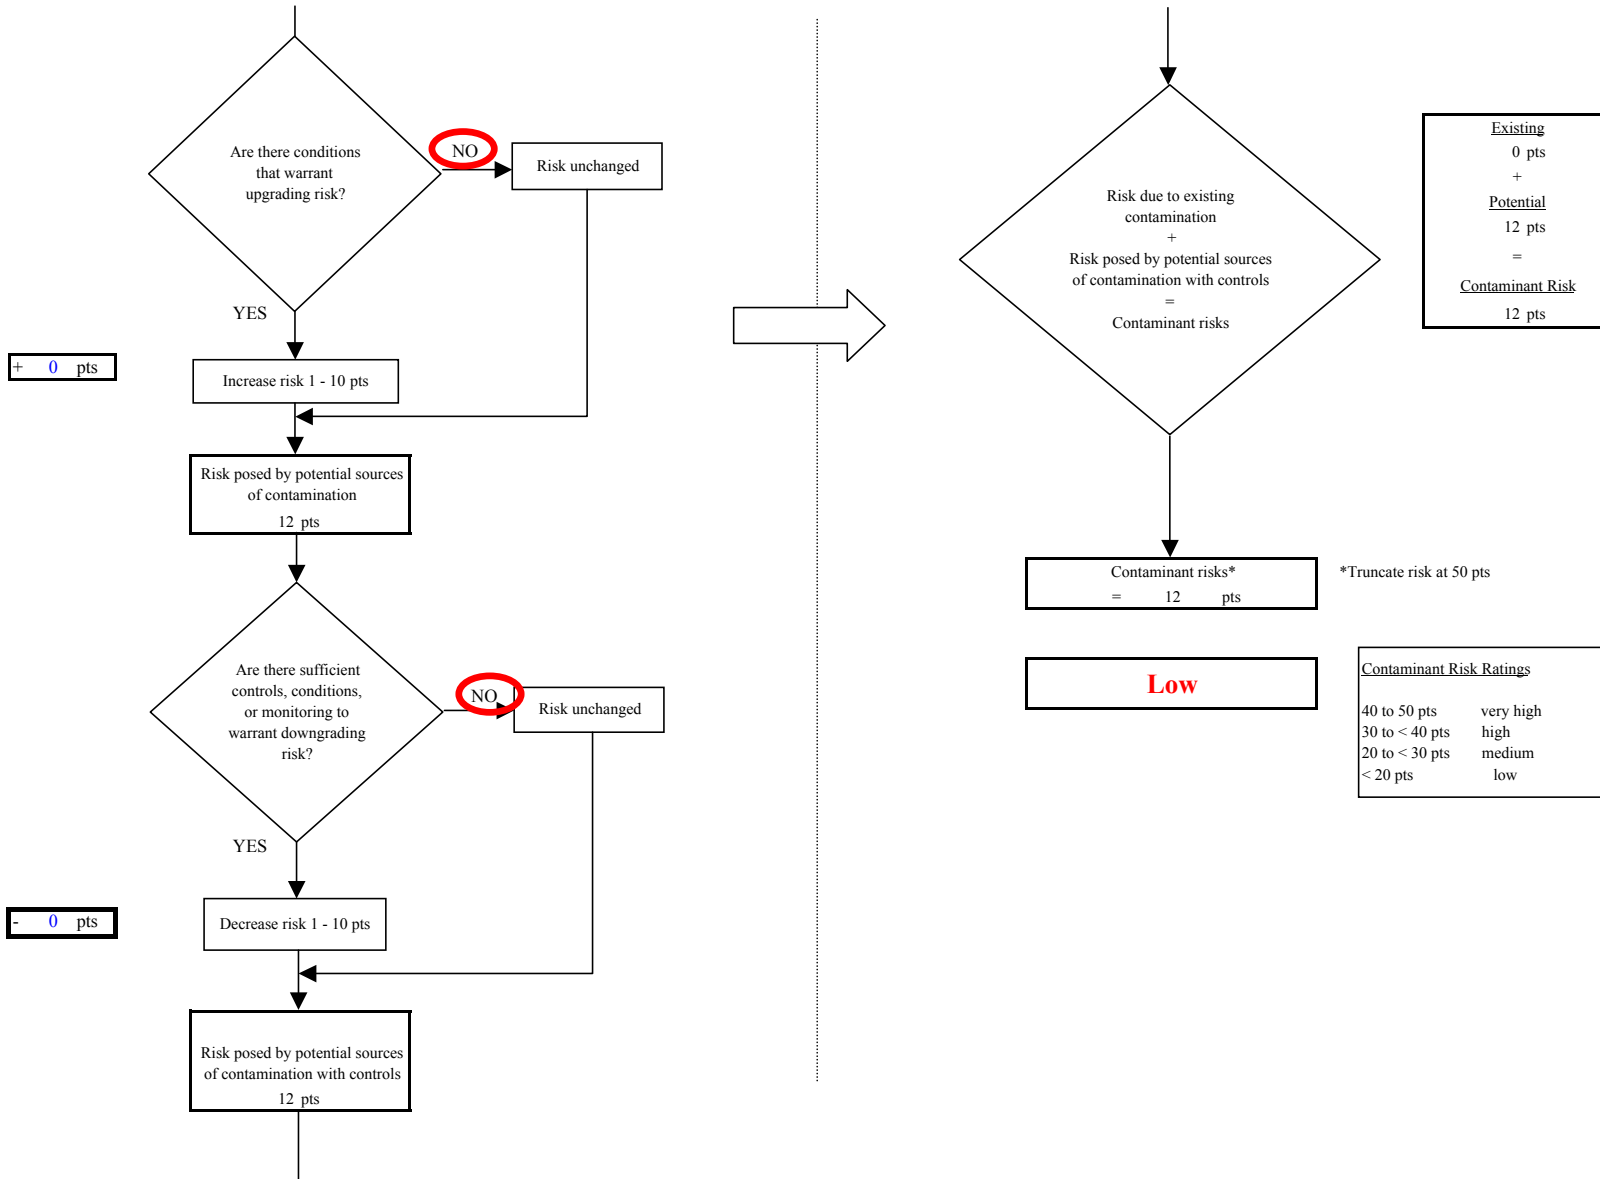 Are there conditions
that warrant
upgrading risk?
NO
Risk unchanged
YES
+ 0 pts
Increase risk 1 - 10 pts
Risk posed by potential sources
of contamination
12 pts
Are there sufficient
controls, conditions,
or monitoring to
warrant downgrading
risk?
NO
Risk unchanged
YES
- 0 pts
Decrease risk 1 - 10 pts
Risk posed by potential sources
of contamination with controls
12 pts
Risk due to existing
contamination
+
Risk posed by potential sources
of contamination with controls
=
Contaminant risks
Existing
0 pts
+
Potential
12 pts
=
Contaminant Risk
12 pts
Contaminant risks*
= 12 pts
*Truncate risk at 50 pts
Low
Contaminant Risk Ratings
40 to 50 pts very high
30 to < 40 pts high
20 to < 30 pts medium
< 20 pts low